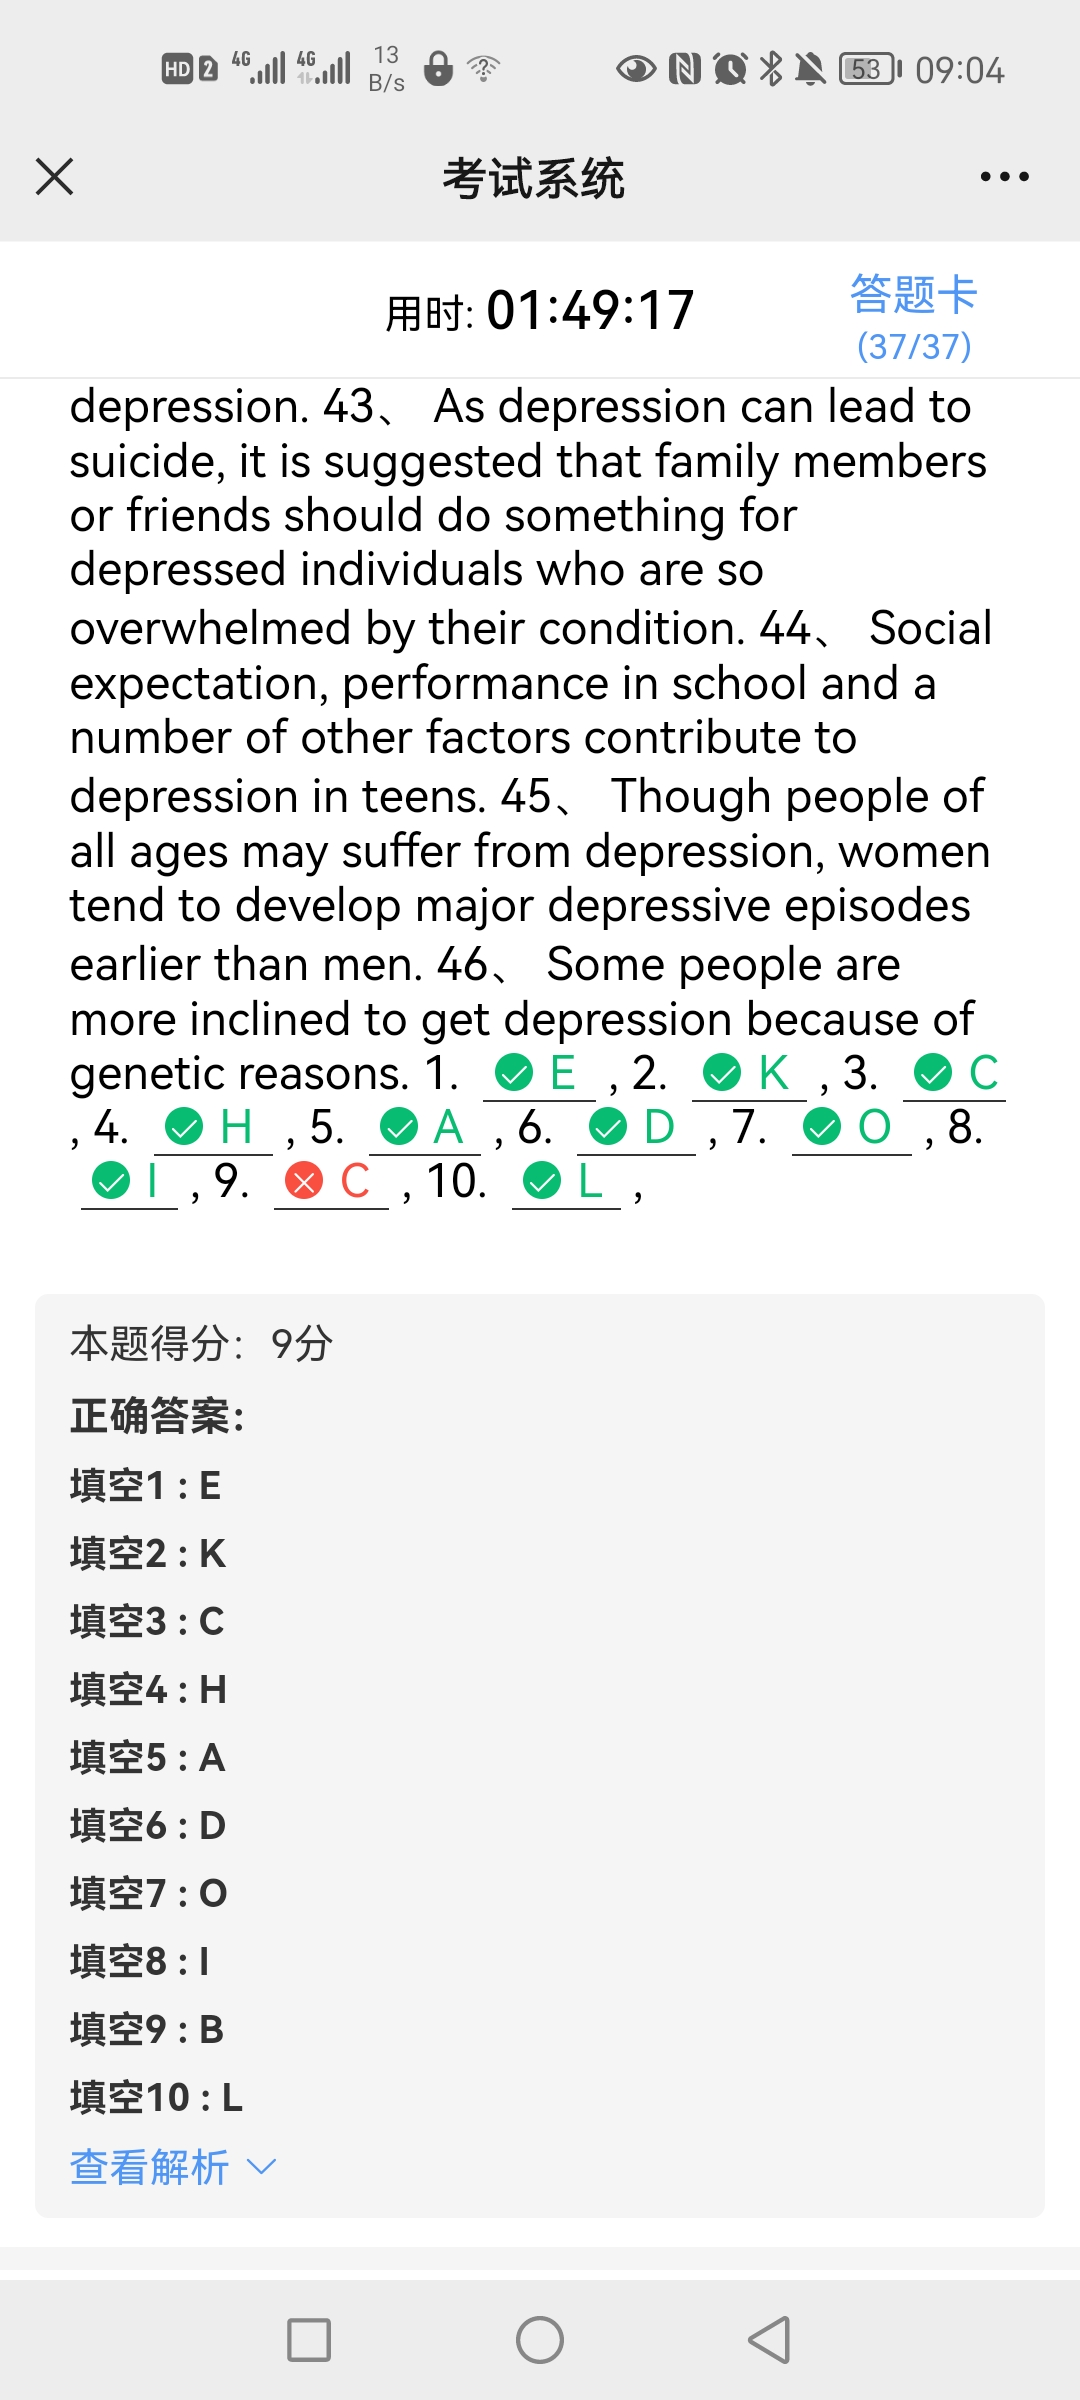 HD 2 4G 4G 13 B/s 53 09:04
考试系统
用时: 01:49:17 答题卡
(37/37)
depression. 43、 As depression can lead to
suicide, it is suggested that family members
or friends should do something for
depressed individuals who are so
overwhelmed by their condition. 44、 Social
expectation, performance in school and a
number of other factors contribute to
depression in teens. 45、 Though people of
all ages may suffer from depression, women
tend to develop major depressive episodes
earlier than men. 46、 Some people are
more inclined to get depression because of
genetic reasons. 1. E , 2. K , 3. C
, 4. H , 5. A , 6. D , 7. O , 8.
I , 9. C , 10. L ,
本题得分: 9分
正确答案:
填空1 : E
填空2 : K
填空3 : C
填空4 : H
填空5 : A
填空6 : D
填空7 : O
填空8 : I
填空9 : B
填空10 : L
查看解析